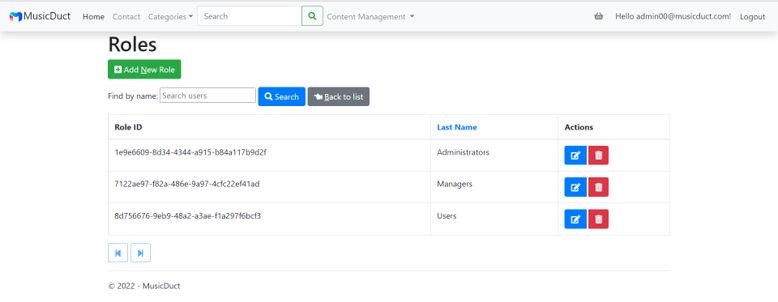 MusicDuct Home Contact Categories Search Content Management Hello admin00@musicduct.com! Logout
Roles
Add New Role
Find by name: Search users Search Back to list
Role ID Last Name Actions
1e9e6609-8d34-4344-a915-b84a117b9d2f Administrators
7122ae97-f82a-486e-9a97-4cfc22ef41ad Managers
8d756676-9eb9-48a2-a3ae-f1a297f6bcf3 Users
© 2022 - MusicDuct